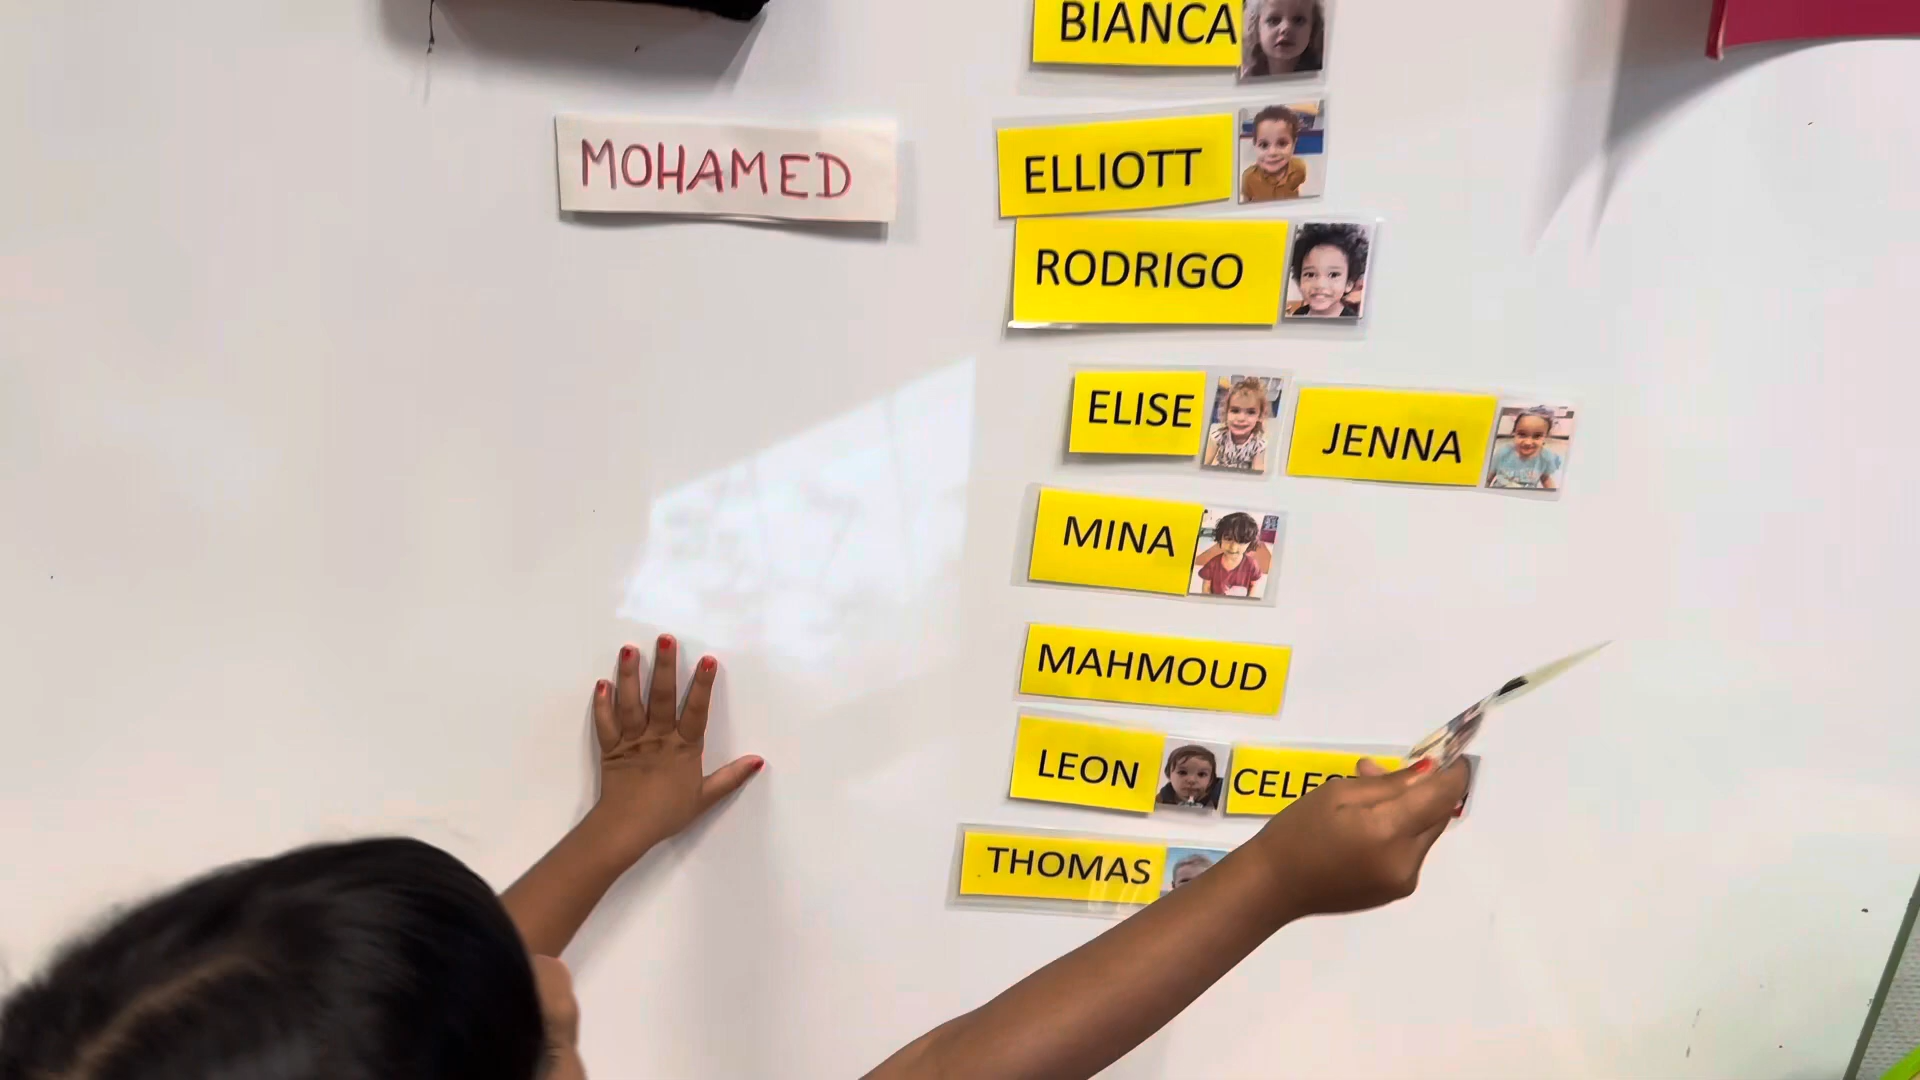 BIANCA
MOHAMED
ELLIOTT
RODRIGO
ELISE
JENNA
MINA
MAHMOUD
LEON
THOMAS